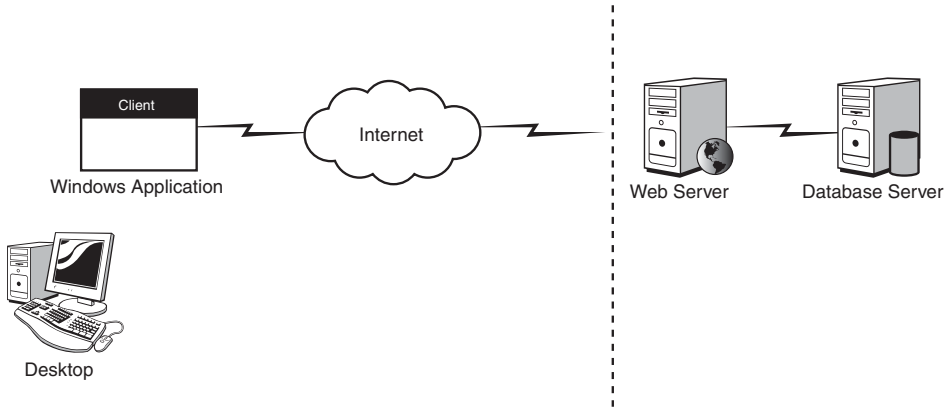 Client
Internet
Windows Application
Web Server
Database Server
Desktop